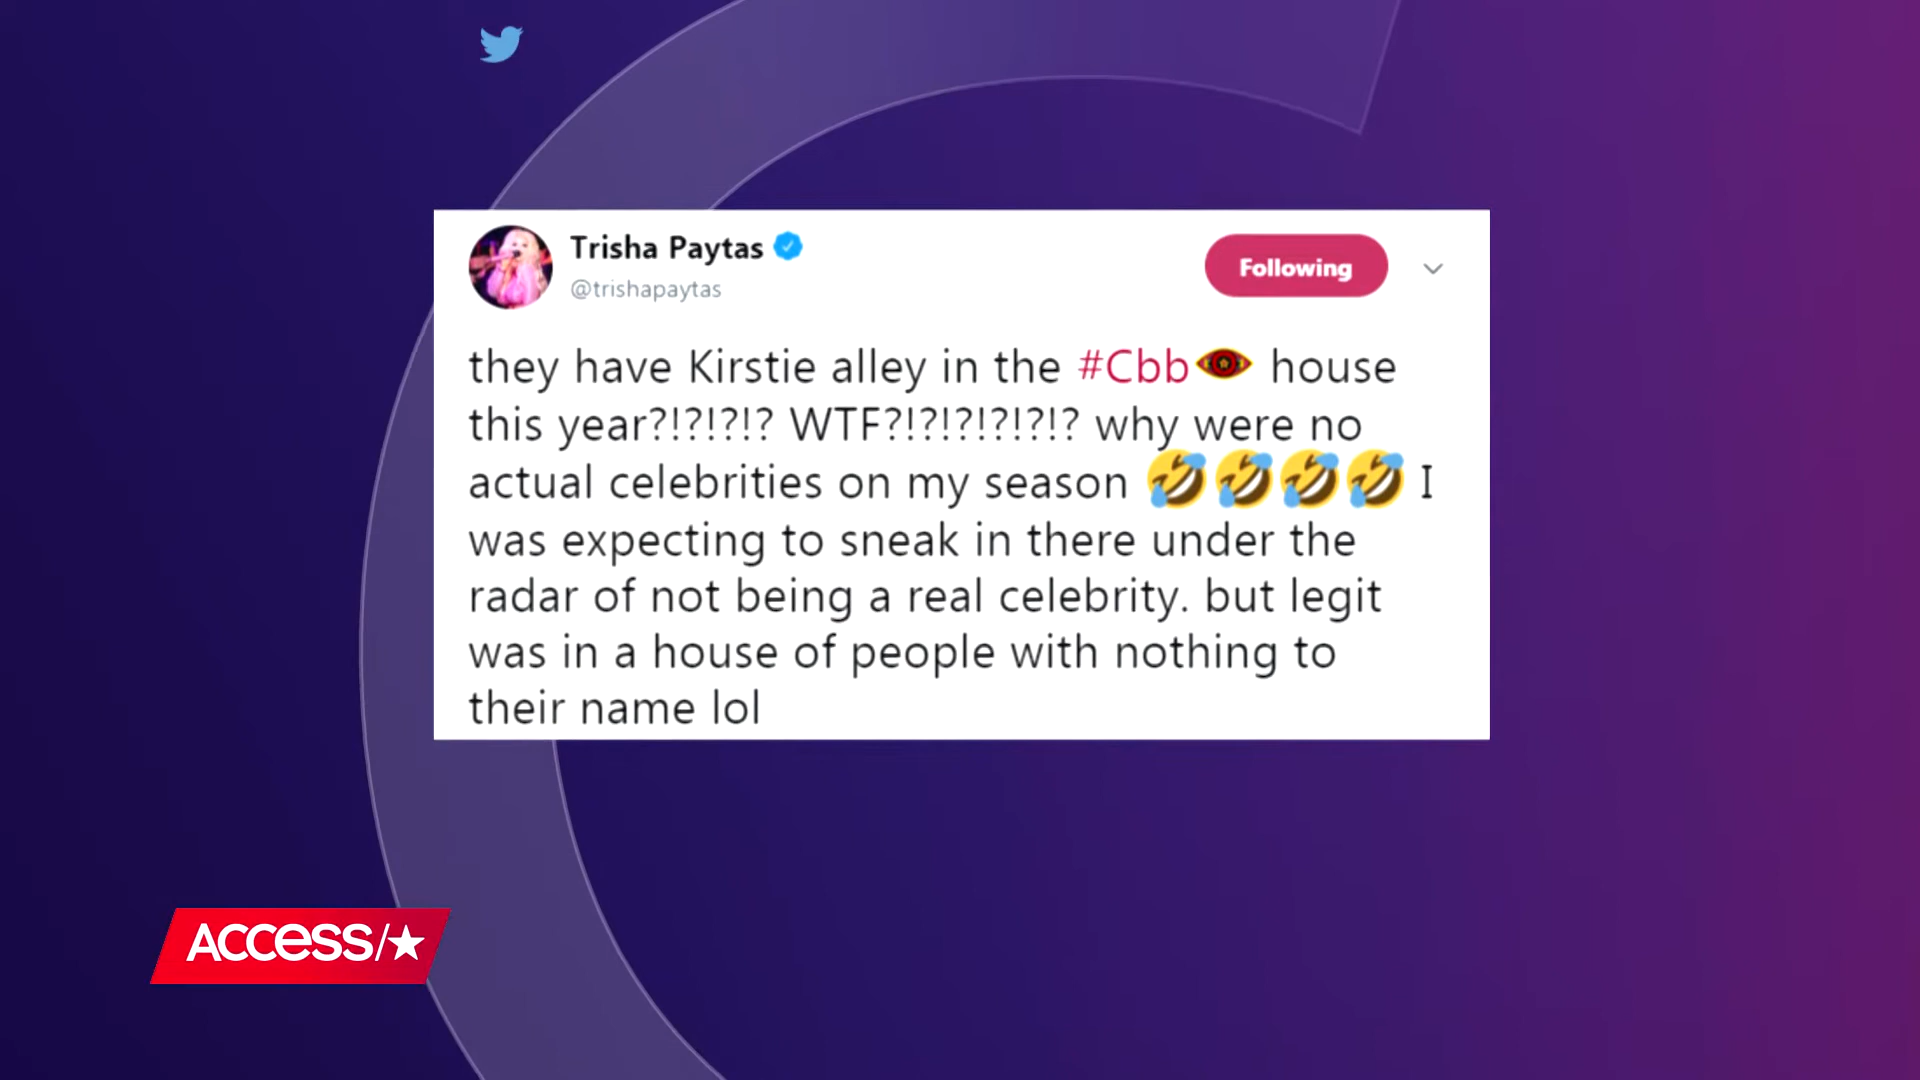 Trisha Paytas
@trishapaytas
Following
they have Kirstie alley in the #Cbb house
this year?!?!?!? WTF?!?!?!?!?!? why were no
actual celebrities on my season 🤣🤣🤣🤣 I
was expecting to sneak in there under the
radar of not being a real celebrity. but legit
was in a house of people with nothing to
their name lol
ACCESS/★